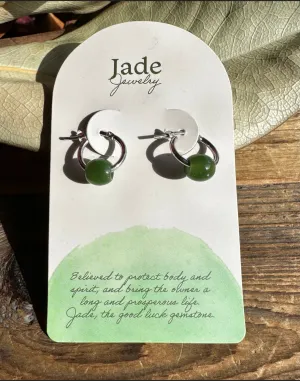 Jade
Jewelry
Believed to protect body and
spirit, and bring the owner a
long and prosperous life.
Jade, the good luck gemstone.